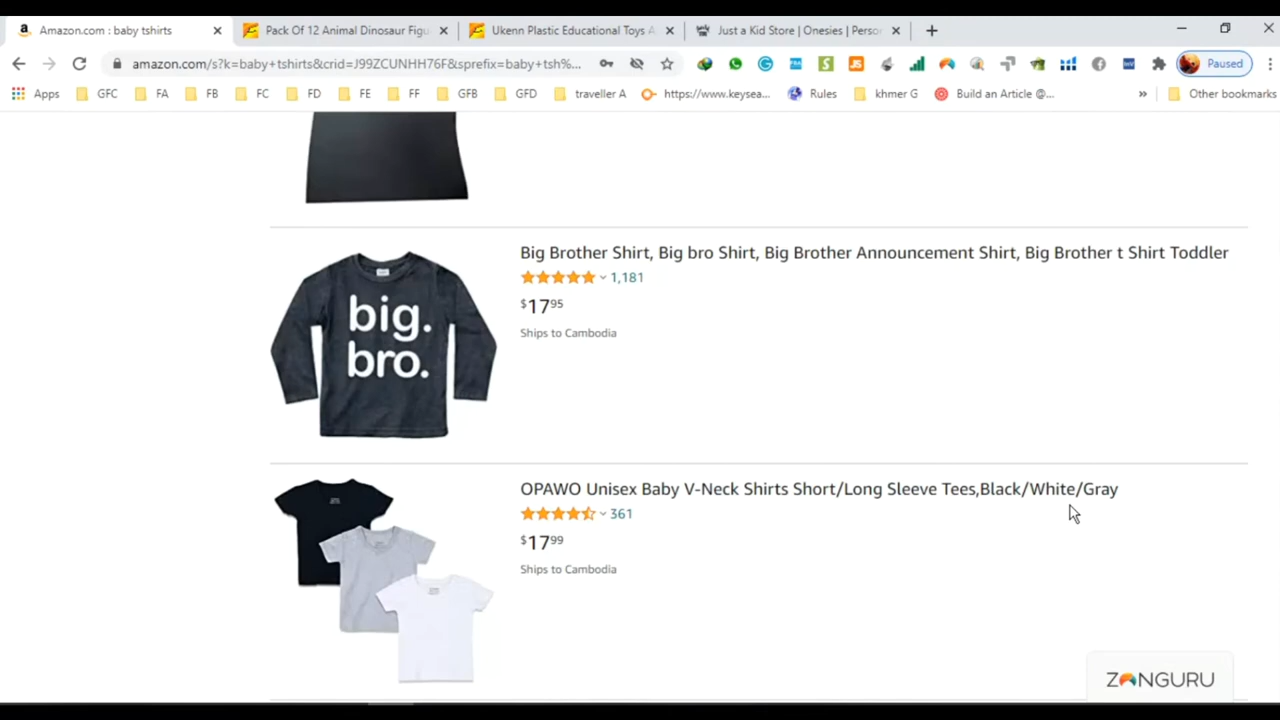 Amazon.com : baby tshirts
Pack Of 12 Animal Dinosaur Figu
Ukenn Plastic Educational Toys A
Just a Kid Store | Onesies | Perso
amazon.com/s?k=baby+tshirts&crid=J99ZCUNHH76F&sprefix=baby+tsh%...
Paused
Apps
GFC
FA
FB
FC
FD
FE
FF
GFB
GFD
traveller A
https://www.keysea...
Rules
khmer G
Build an Article @...
»
Other bookmarks
big.
bro.
Big Brother Shirt, Big bro Shirt, Big Brother Announcement Shirt, Big Brother t Shirt Toddler
1,181
$17 95
Ships to Cambodia
OPAWO Unisex Baby V-Neck Shirts Short/Long Sleeve Tees,Black/White/Gray
361
$17 99
Ships to Cambodia
ZONGURU